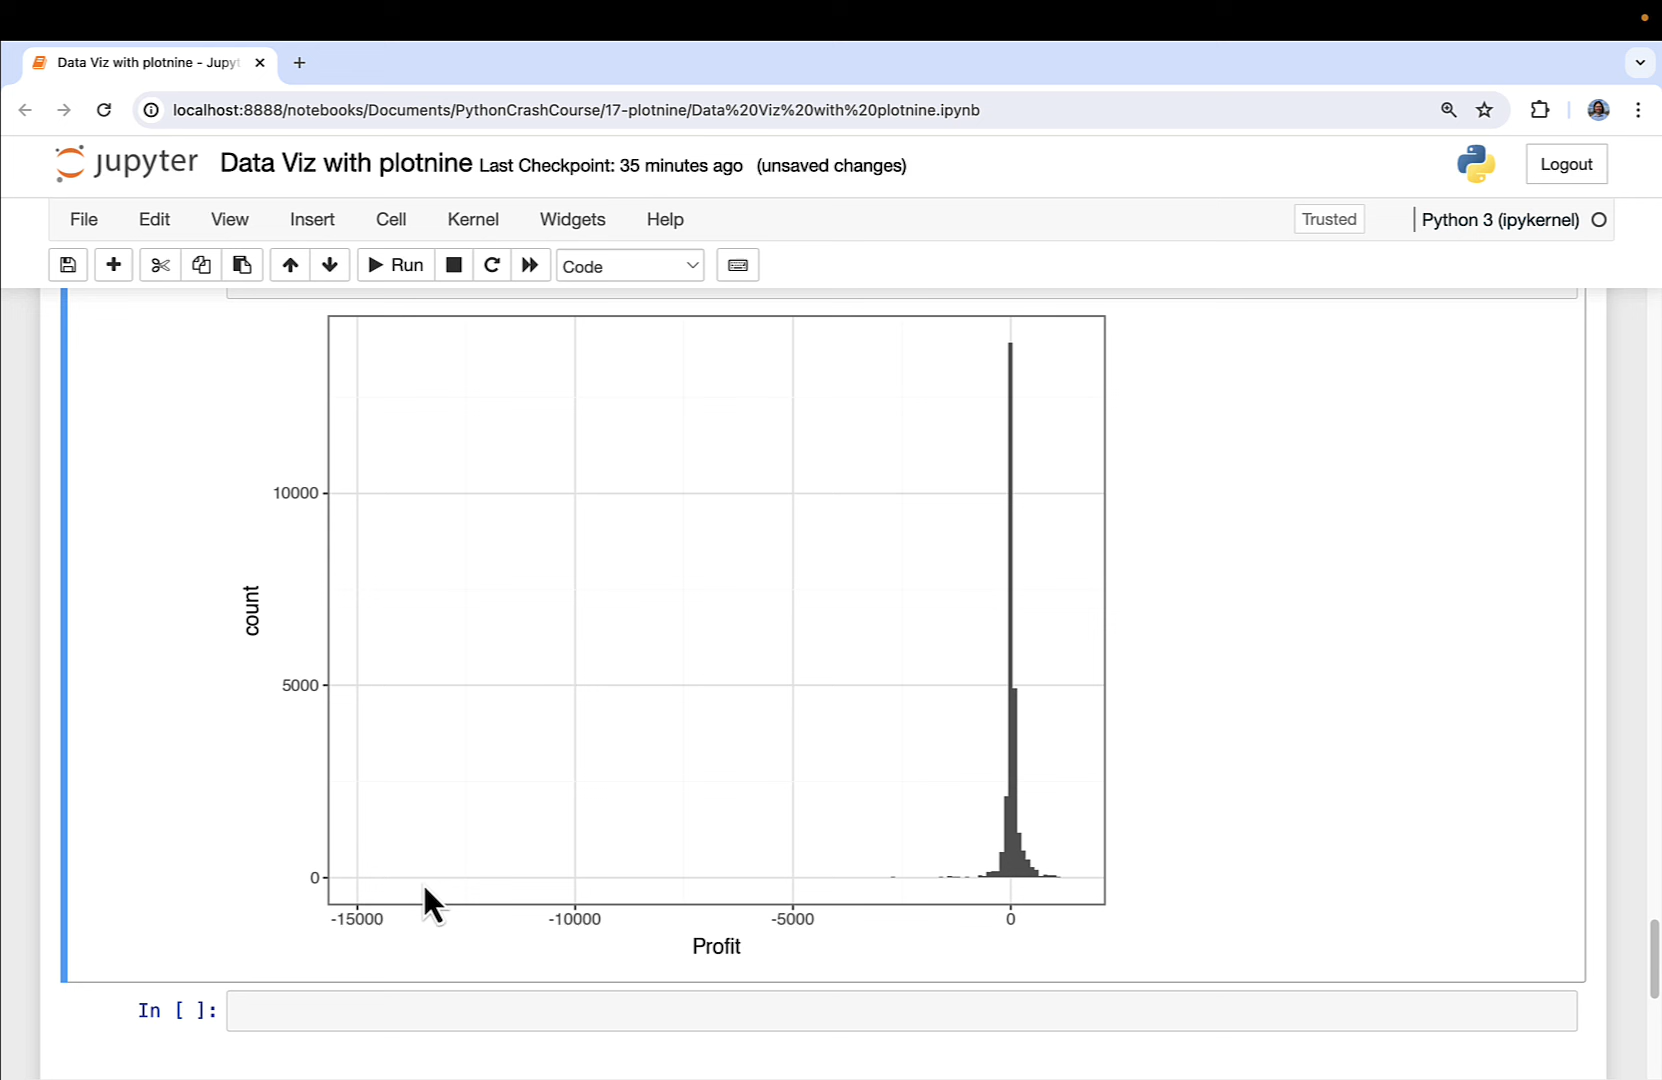 Data Viz with plotnine - Jupyt
localhost:8888/notebooks/Documents/PythonCrashCourse/17-plotnine/Data%20Viz%20with%20plotnine.ipynb
jupyter Data Viz with plotnine Last Checkpoint: 35 minutes ago (unsaved changes) Logout
File Edit View Insert Cell Kernel Widgets Help Trusted Python 3 (ipykernel)
Run Code
10000
count
5000
0
-15000 -10000 -5000 0
Profit
In [ ]: